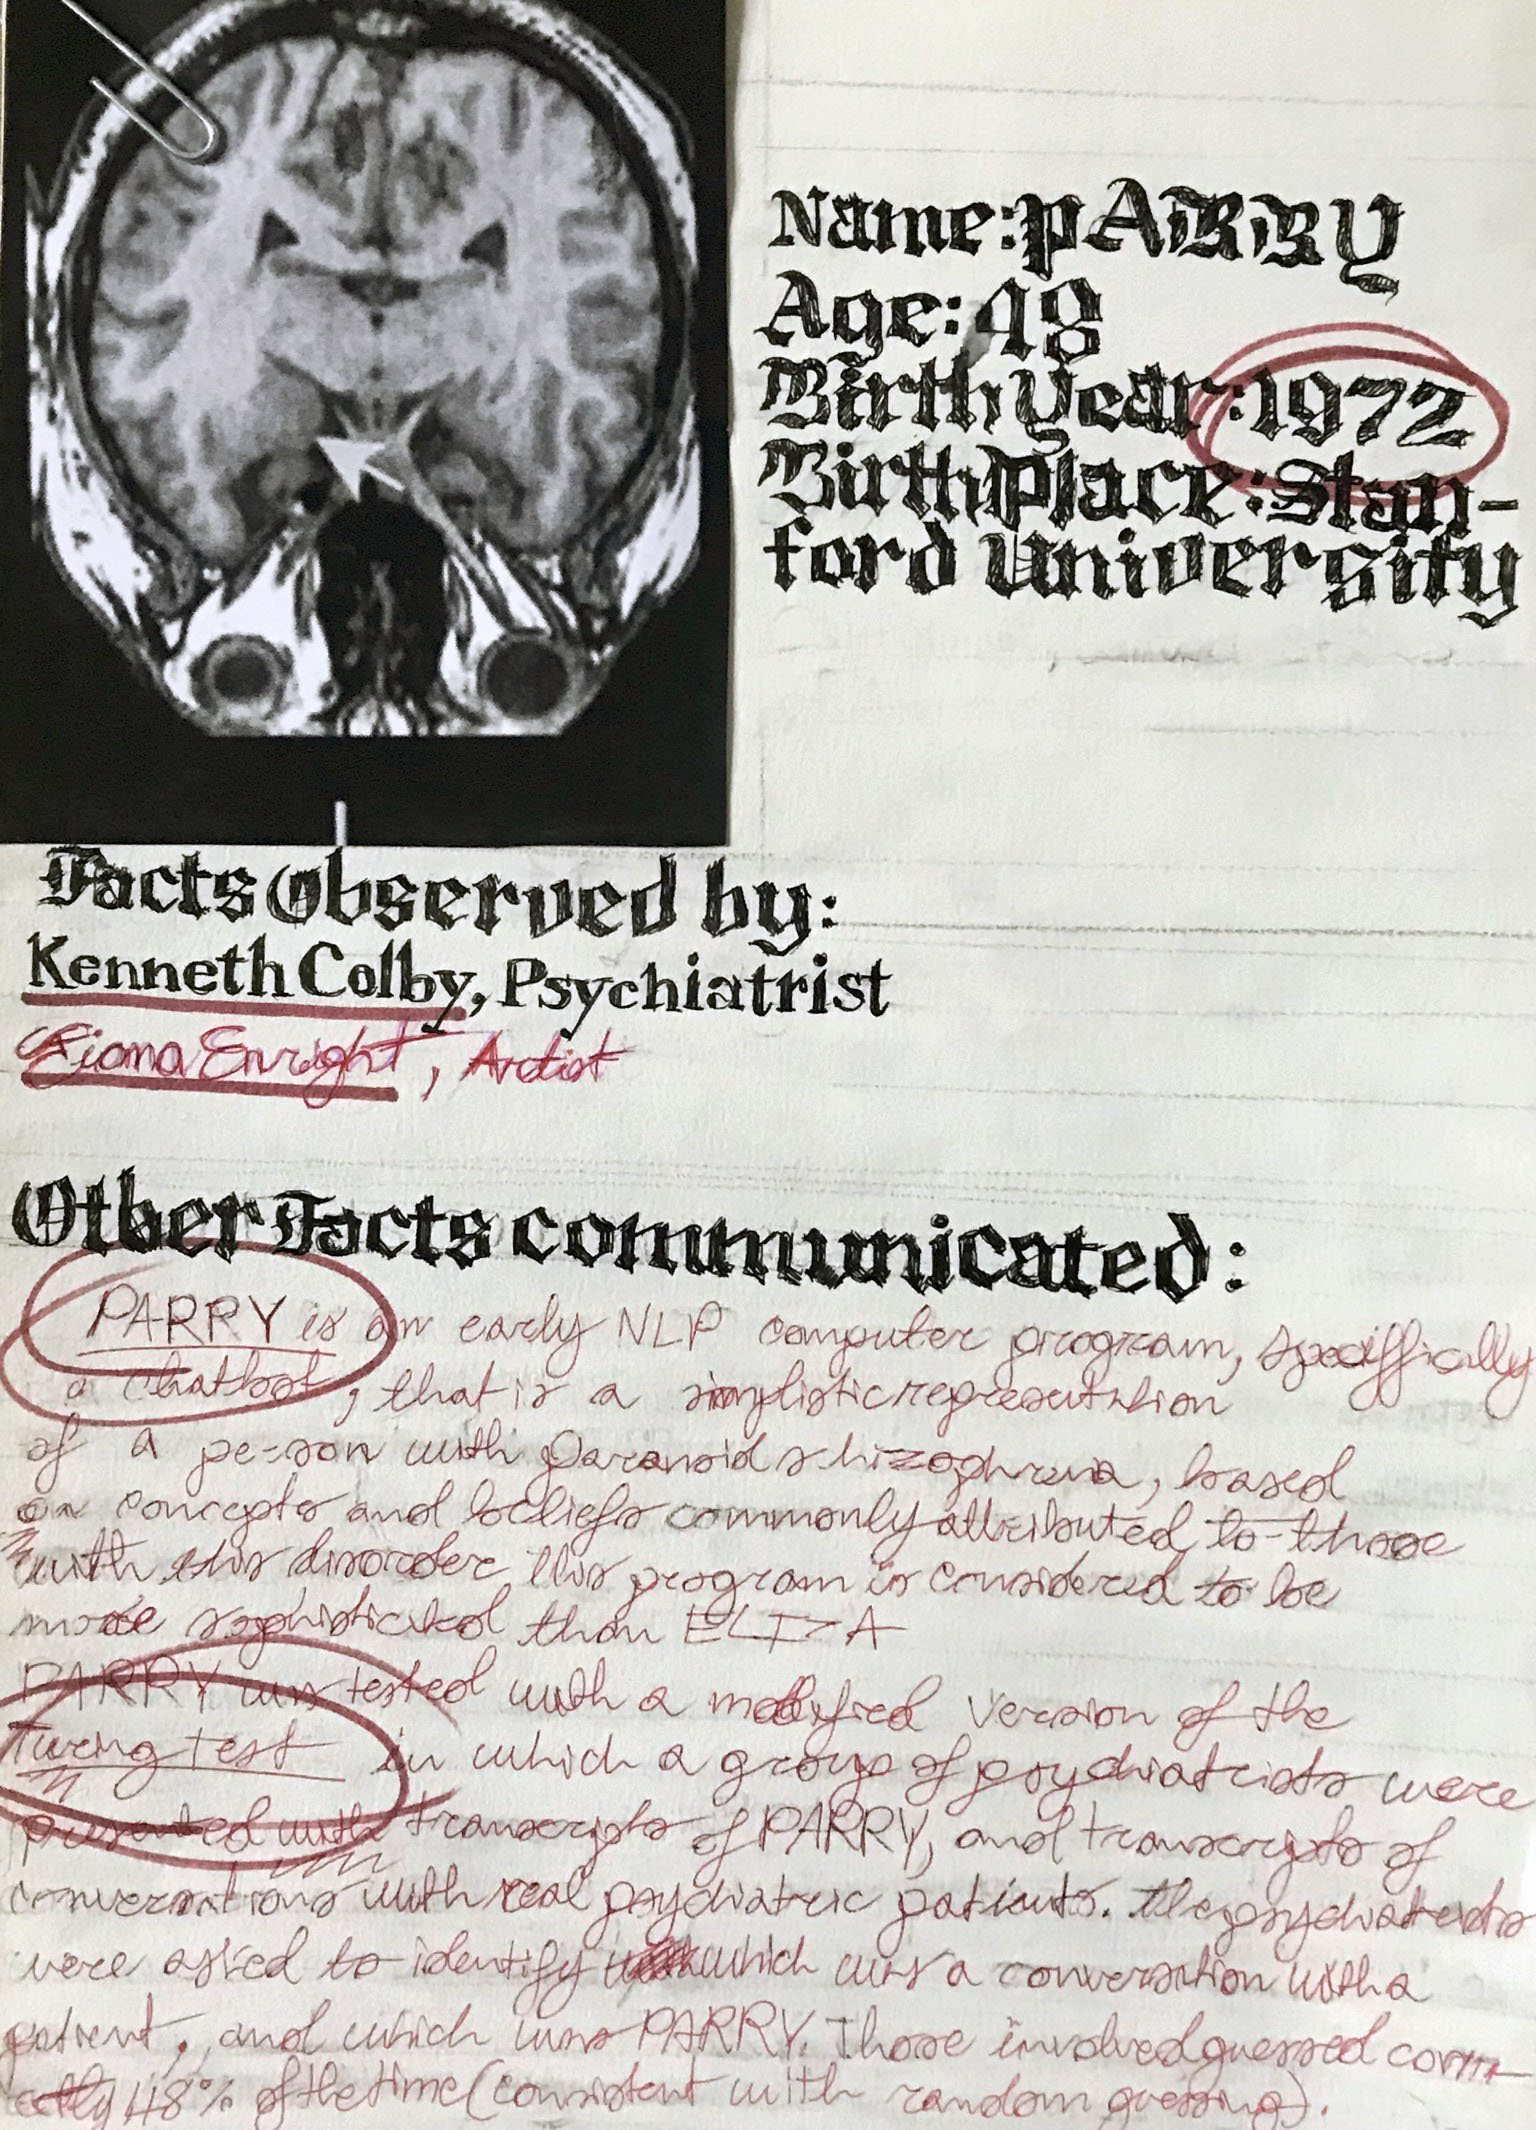 Name: PARRY
Age: 48
Birth Year: 1972
Birth Place: Stan-
ford University
Facts Observed by:
Kenneth Colby, Psychiatrist
Fiona Enright, Artist
Other Facts communicated:
PARRY is an early NLP computer program, speciffically
a chatbot, that is a simplistic representation
of a person with paranoid shizophrenia, based
on concepts and beliefs commonly attributed to those
with this disorder this program is considered to be
more sophisticated than ELIZA
PARRY was tested with a modified version of the
Turing test in which a group of psychiatrists were
presented with transcripts of PARRY, and transcripts of
conversations with real psychiatric patients. The psychiatrists
were asked to identify which was a conversation with a
patient, and which was PARRY. Those involved guessed corr-
ectly 48% of the time (consistent with random guessing).